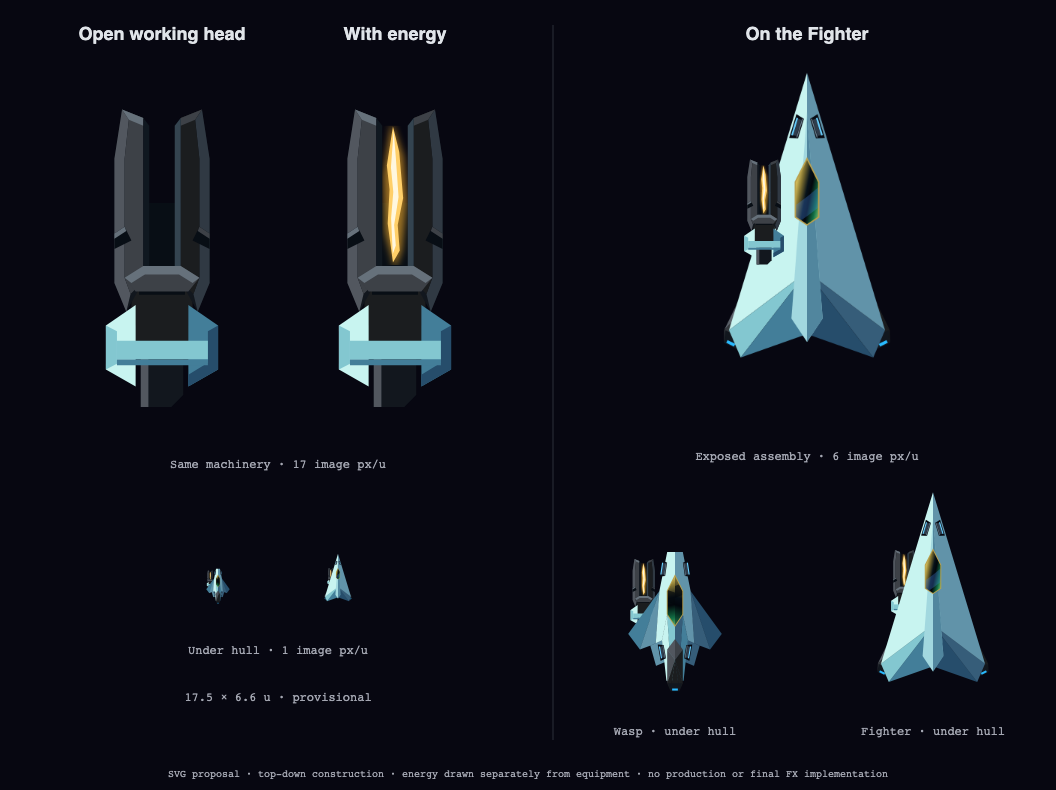 Open working head
With energy
On the Fighter
Same machinery · 17 image px/u
Exposed assembly · 6 image px/u
Under hull · 1 image px/u
17.5 × 6.6 u · provisional
Wasp · under hull
Fighter · under hull
SVG proposal · top-down construction · energy drawn separately from equipment · no production or final FX implementation